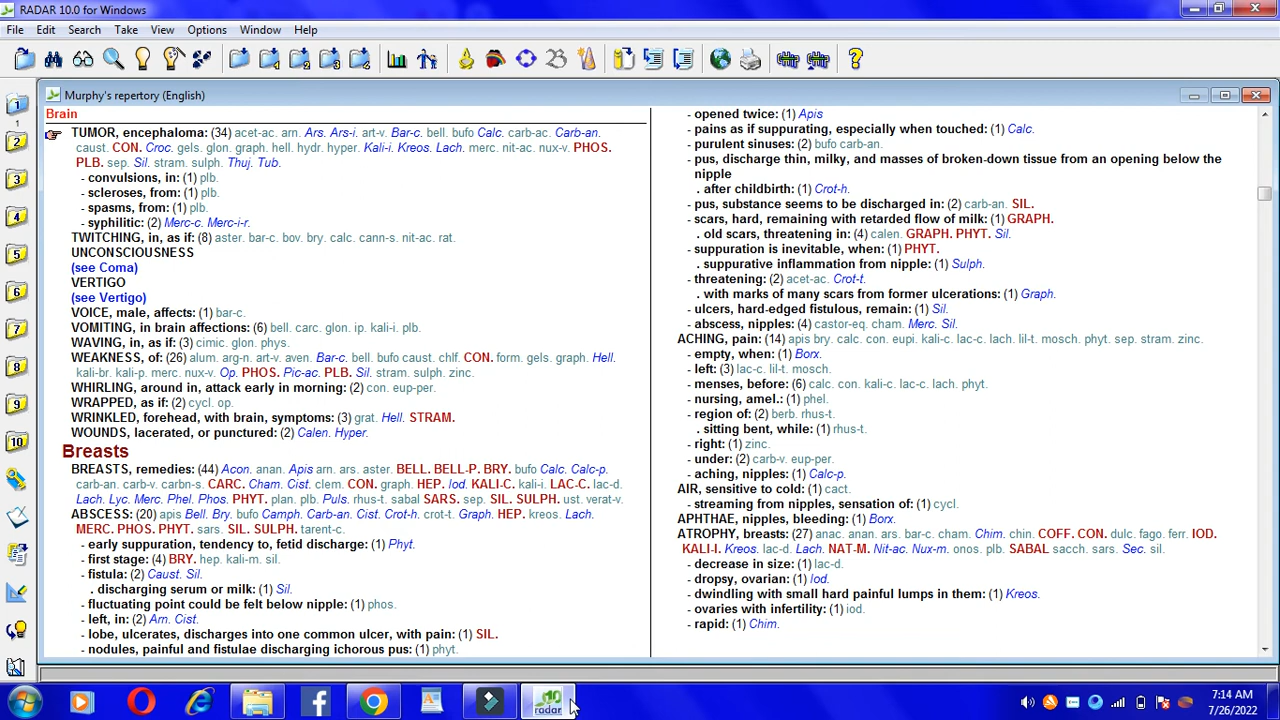 RADAR 10.0 for Windows
File Edit Search Take View Options Window Help
Murphy's repertory (English)
Brain
TUMOR, encephaloma: (34) acet-ac. arn. Ars. Ars-i. art-v. Bar-c. bell. bufo Calc. carb-ac. Carb-an.
caust. CON. Croc. gels. glon. graph. hell. hydr. hyper. Kali-i. Kreos. Lach. merc. nit-ac. nux-v. PHOS.
PLB. sep. Sil. stram. sulph. Thuj. Tub.
- convulsions, in: (1) plb.
- scleroses, from: (1) plb.
- spasms, from: (1) plb.
- syphilitic: (2) Merc-c. Merc-i-r.
TWITCHING, in, as if: (8) aster. bar-c. bov. bry. calc. cann-s. nit-ac. rat.
UNCONSCIOUSNESS
(see Coma)
VERTIGO
(see Vertigo)
VOICE, male, affects: (1) bar-c.
VOMITING, in brain affections: (6) bell. carc. glon. ip. kali-i. plb.
WAVING, in, as if: (3) cimic. glon. phys.
WEAKNESS, of: (26) alum. arg-n. art-v. aven. Bar-c. bell. bufo caust. chlf. CON. form. gels. graph. Hell.
kali-br. kali-p. merc. nux-v. Op. PHOS. Pic-ac. PLB. Sil. stram. sulph. zinc.
WHIRLING, around in, attack early in morning: (2) con. eup-per.
WRAPPED, as if: (2) cycl. op.
WRINKLED, forehead, with brain, symptoms: (3) grat. Hell. STRAM.
WOUNDS, lacerated, or punctured: (2) Calen. Hyper.
Breasts
BREASTS, remedies: (44) Acon. anan. Apis arn. ars. aster. BELL. BELL-P. BRY. bufo Calc. Calc-p.
carb-an. carb-v. carbn-s. CARC. Cham. Cist. clem. CON. graph. HEP. Iod. KALI-C. kali-i. LAC-C. lac-d.
Lach. Lyc. Merc. Phel. Phos. PHYT. plan. plb. Puls. rhus-t. sabal SARS. sep. SIL. SULPH. ust. verat-v.
ABSCESS: (20) apis Bell. Bry. bufo Camph. Carb-an. Cist. Crot-h. crot-t. Graph. HEP. kreos. Lach.
MERC. PHOS. PHYT. sars. SIL. SULPH. tarent-c.
- early suppuration, tendency to, fetid discharge: (1) Phyt.
- first stage: (4) BRY. hep. kali-m. sil.
- fistula: (2) Caust. Sil.
. discharging serum or milk: (1) Sil.
- fluctuating point could be felt below nipple: (1) phos.
- left, in: (2) Arn. Cist.
- lobe, ulcerates, discharges into one common ulcer, with pain: (1) SIL.
- nodules, painful and fistulae discharging ichorous pus: (1) phyt.
- opened twice: (1) Apis
- pains as if suppurating, especially when touched: (1) Calc.
- purulent sinuses: (2) bufo carb-an.
- pus, discharge thin, milky, and masses of broken-down tissue from an opening below the
nipple
. after childbirth: (1) Crot-h.
- pus, substance seems to be discharged in: (2) carb-an. SIL.
- scars, hard, remaining with retarded flow of milk: (1) GRAPH.
. old scars, threatening in: (4) calen. GRAPH. PHYT. Sil.
- suppuration is inevitable, when: (1) PHYT.
. suppurative inflammation from nipple: (1) Sulph.
- threatening: (2) acet-ac. Crot-t.
. with marks of many scars from former ulcerations: (1) Graph.
- ulcers, hard-edged fistulous, remain: (1) Sil.
- abscess, nipples: (4) castor-eq. cham. Merc. Sil.
ACHING, pain: (14) apis bry. calc. con. eupi. kali-c. lac-c. lach. lil-t. mosch. phyt. sep. stram. zinc.
- empty, when: (1) Borx.
- left: (3) lac-c. lil-t. mosch.
- menses, before: (6) calc. con. kali-c. lac-c. lach. phyt.
- nursing, amel.: (1) phel.
- region of: (2) berb. rhus-t.
. sitting bent, while: (1) rhus-t.
- right: (1) zinc.
- under: (2) carb-v. eup-per.
- aching, nipples: (1) Calc-p.
AIR, sensitive to cold: (1) cact.
- streaming from nipples, sensation of: (1) cycl.
APHTHAE, nipples, bleeding: (1) Borx.
ATROPHY, breasts: (27) anac. anan. ars. bar-c. cham. Chim. chin. COFF. CON. dulc. fago. ferr. IOD.
KALI-I. Kreos. lac-d. Lach. NAT-M. Nit-ac. Nux-m. onos. plb. SABAL sacch. sars. Sec. sil.
- decrease in size: (1) lac-d.
- dropsy, ovarian: (1) Iod.
- dwindling with small hard painful lumps in them: (1) Kreos.
- ovaries with infertility: (1) iod.
- rapid: (1) Chim.
1
1
2
3
4
5
6
7
8
9
10
10
radar
7:14 AM
7/26/2022